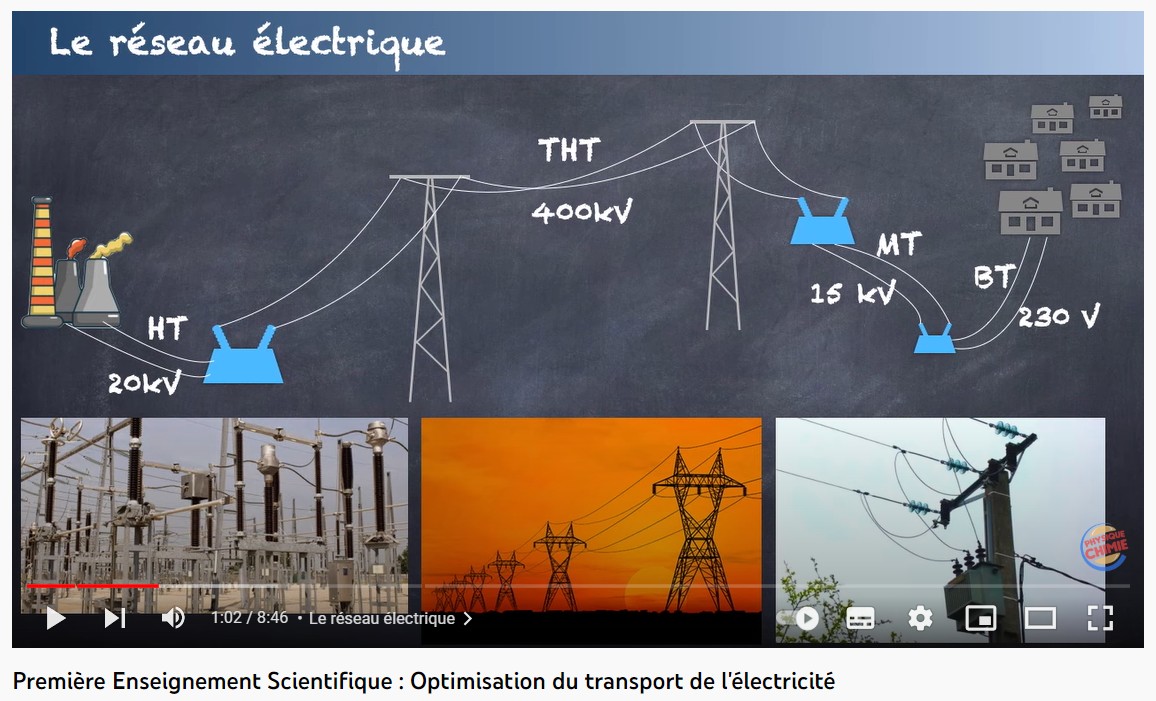 Le réseau électrique
THT
400kV
MT
15 kV
BT
230 V
HT
20kV
PHYSIQUE
CHIMIE
1:02 / 8:46 • Le réseau électrique
Première Enseignement Scientifique : Optimisation du transport de l'électricité